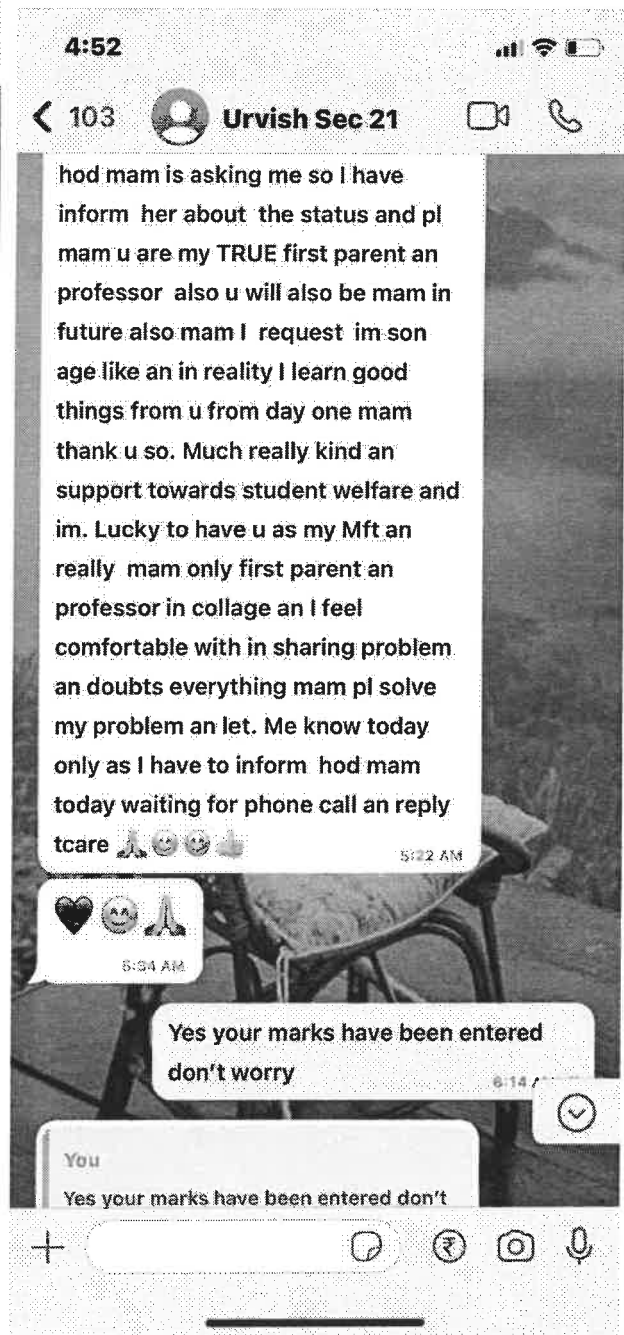 4:52
103 Urvish Sec 21
hod mam is asking me so I have
inform her about the status and pl
mam u are my TRUE first parent an
professor also u will also be mam in
future also mam I request im son
age like an in reality I learn good
things from u from day one mam
thank u so. Much really kind an
support towards student welfare and
im. Lucky to have u as my Mft an
really mam only first parent an
professor in collage an I feel
comfortable with in sharing problem
an doubts everything mam pl solve
my problem an let. Me know today
only as I have to inform hod mam
today waiting for phone call an reply
tcare 🙏😊😊👍
5:22 AM
🖤😊🙏
5:34 AM
Yes your marks have been entered
don't worry
6:14
You
Yes your marks have been entered don't